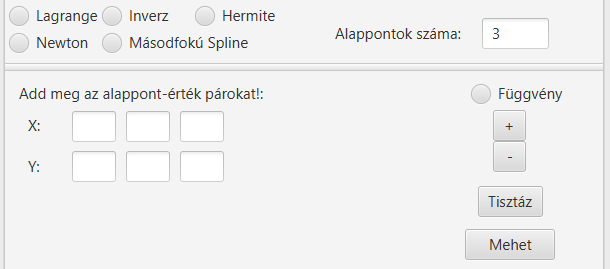 Lagrange Inverz Hermite
Newton Másodfokú Spline
Alappontok száma: 3
Add meg az alappont-érték párokat!:
Függvény
X:
+
Y:
-
Tisztáz
Mehet